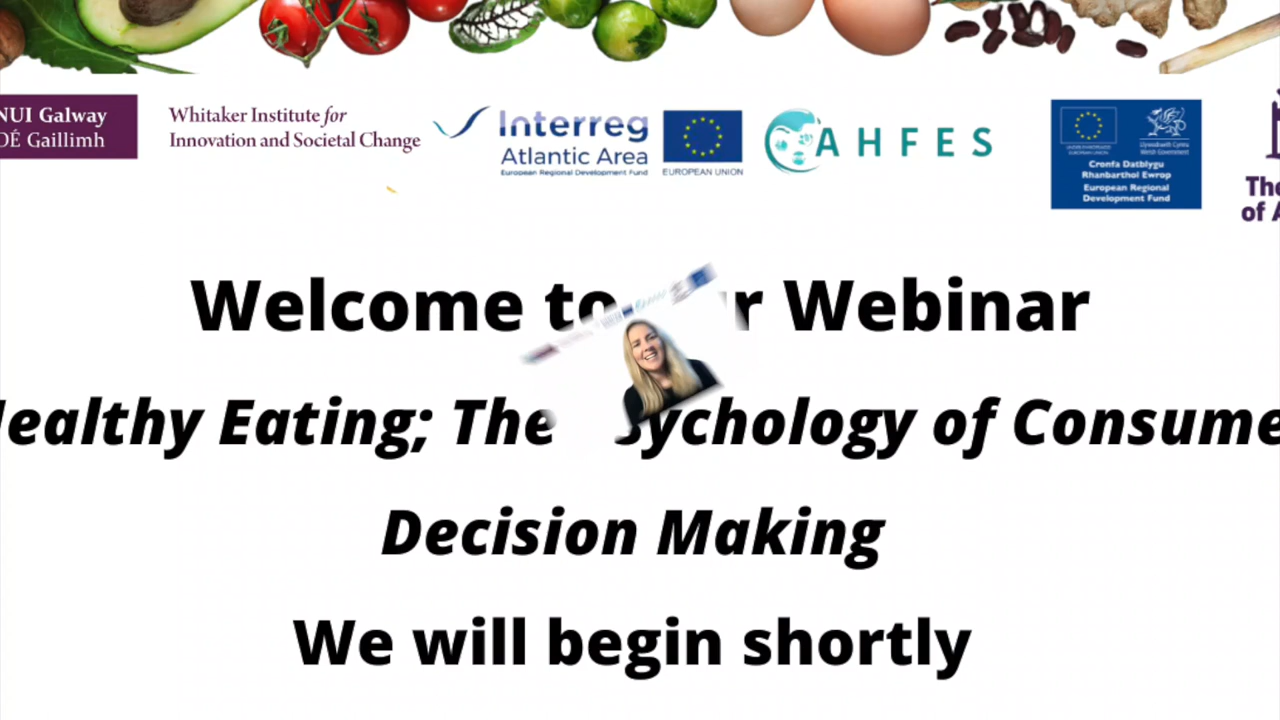 NUI Galway
OÉ Gaillimh
Whitaker Institute for
Innovation and Societal Change
Interreg
Atlantic Area
European Regional Development Fund
EUROPEAN UNION
AHFES
Cronfa Datblygu
Rhanbarthol Ewrop
European Regional
Development Fund
The
of A
Welcome to r Webinar
ealthy Eating; The sychology of Consume
Decision Making
We will begin shortly